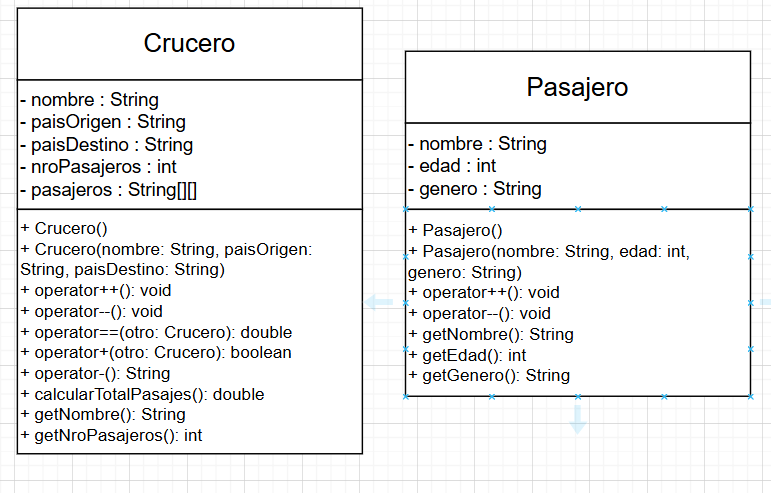 Crucero
- nombre : String
- paisOrigen : String
- paisDestino : String
- nroPasajeros : int
- pasajeros : String[][]
+ Crucero()
+ Crucero(nombre: String, paisOrigen:
String, paisDestino: String)
+ operator++(): void
+ operator--(): void
+ operator==(otro: Crucero): double
+ operator+(otro: Crucero): boolean
+ operator-(): String
+ calcularTotalPasajes(): double
+ getNombre(): String
+ getNroPasajeros(): int
Pasajero
- nombre : String
- edad : int
- genero : String
+ Pasajero()
+ Pasajero(nombre: String, edad: int,
genero: String)
+ operator++(): void
+ operator--(): void
+ getNombre(): String
+ getEdad(): int
+ getGenero(): String